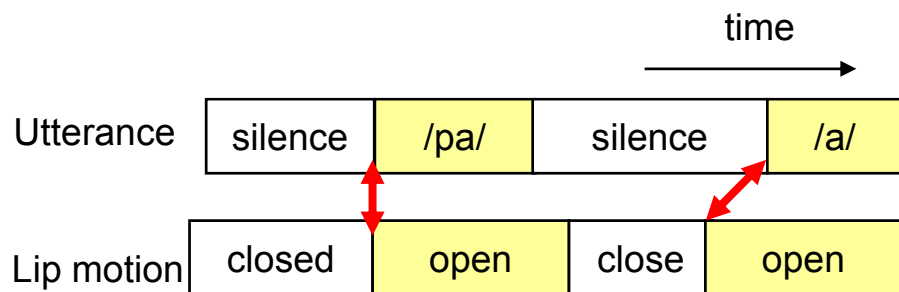 time
Utterance silence /pa/ silence /a/
Lip motion closed open close open